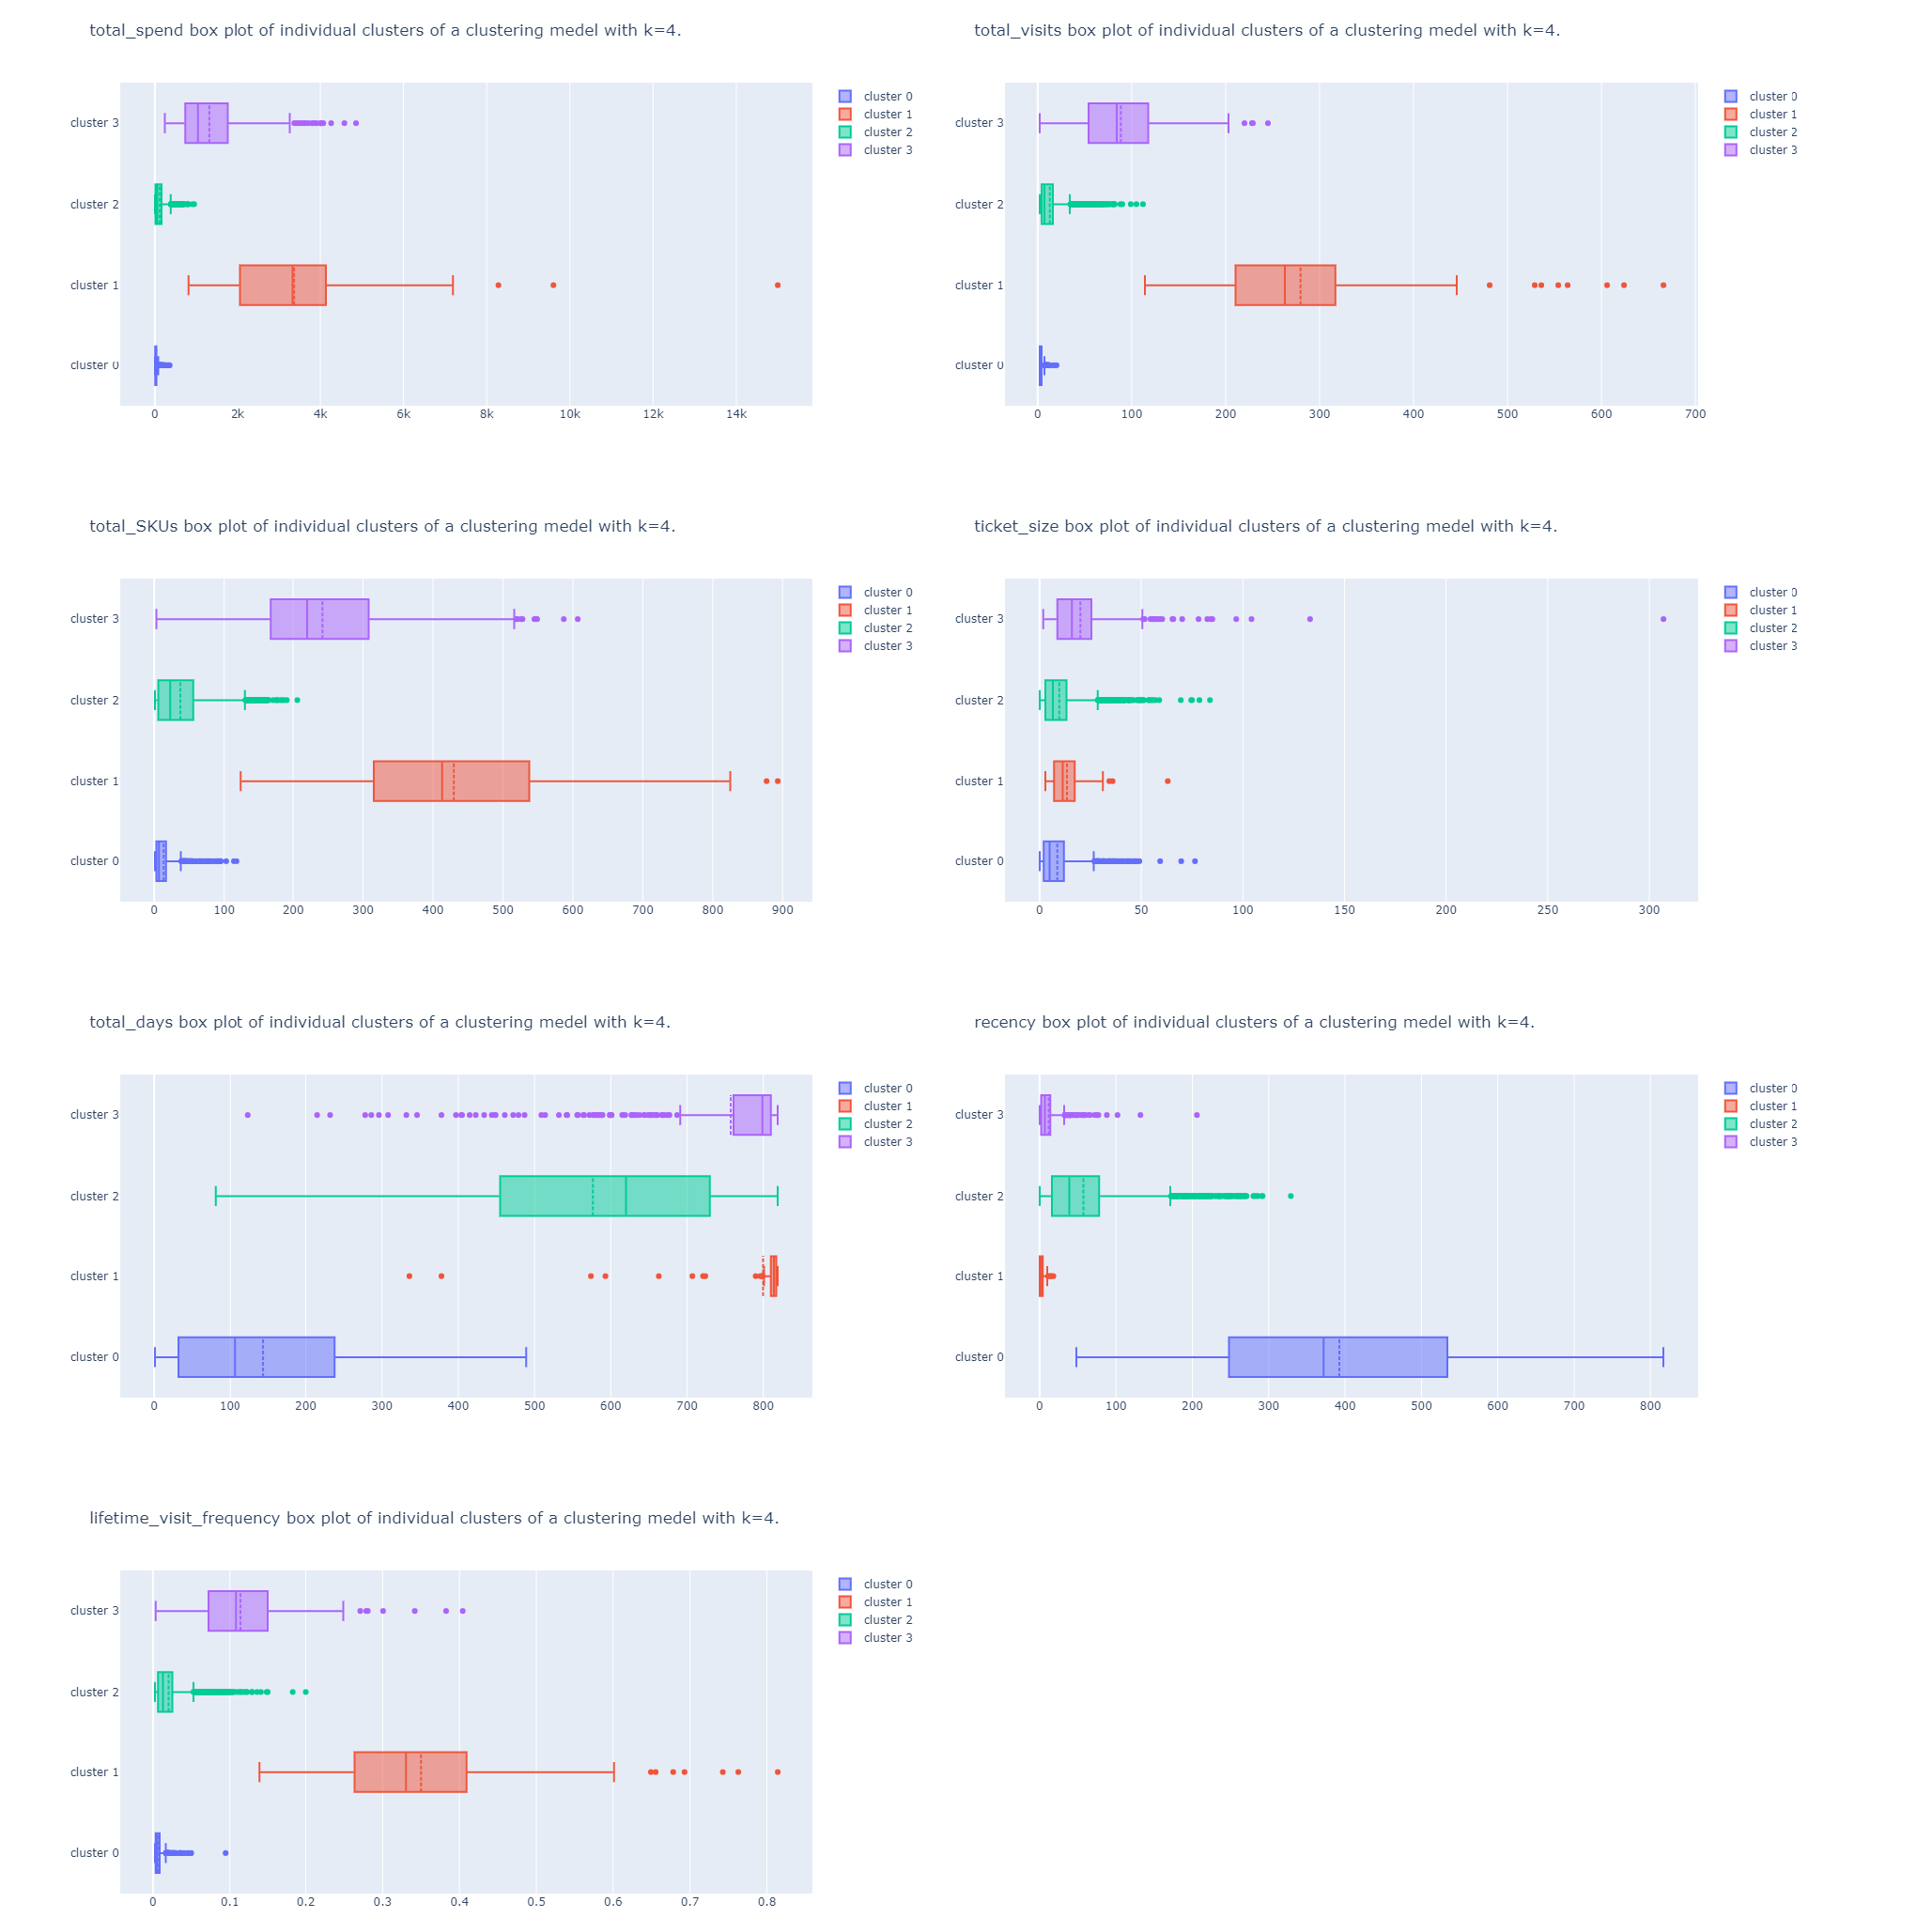 total_spend box plot of individual clusters of a clustering medel with k=4.
cluster 3
cluster 2
cluster 1
cluster 0
0 2k 4k 6k 8k 10k 12k 14k
cluster 0
cluster 1
cluster 2
cluster 3
total_visits box plot of individual clusters of a clustering medel with k=4.
cluster 3
cluster 2
cluster 1
cluster 0
0 100 200 300 400 500 600 700
cluster 0
cluster 1
cluster 2
cluster 3
total_SKUs box plot of individual clusters of a clustering medel with k=4.
cluster 3
cluster 2
cluster 1
cluster 0
0 100 200 300 400 500 600 700 800 900
cluster 0
cluster 1
cluster 2
cluster 3
ticket_size box plot of individual clusters of a clustering medel with k=4.
cluster 3
cluster 2
cluster 1
cluster 0
0 50 100 150 200 250 300
cluster 0
cluster 1
cluster 2
cluster 3
total_days box plot of individual clusters of a clustering medel with k=4.
cluster 3
cluster 2
cluster 1
cluster 0
0 100 200 300 400 500 600 700 800
cluster 0
cluster 1
cluster 2
cluster 3
recency box plot of individual clusters of a clustering medel with k=4.
cluster 3
cluster 2
cluster 1
cluster 0
0 100 200 300 400 500 600 700 800
cluster 0
cluster 1
cluster 2
cluster 3
lifetime_visit_frequency box plot of individual clusters of a clustering medel with k=4.
cluster 3
cluster 2
cluster 1
cluster 0
0 0.1 0.2 0.3 0.4 0.5 0.6 0.7 0.8
cluster 0
cluster 1
cluster 2
cluster 3